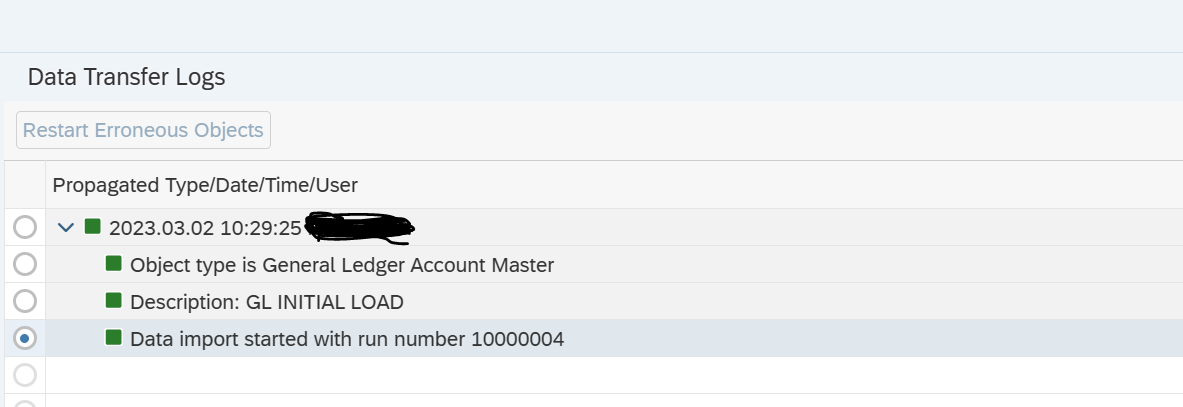 Data Transfer Logs
Restart Erroneous Objects
Propagated Type/Date/Time/User
2023.03.02 10:29:25
Object type is General Ledger Account Master
Description: GL INITIAL LOAD
Data import started with run number 10000004